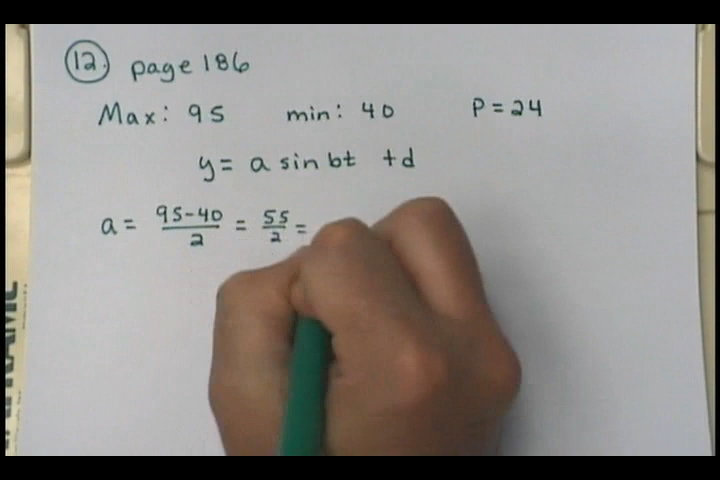 12. page 186
Max: 95 min: 40 P = 24
y = a sin bt + d
a = 95-40/2 = 55/2 =